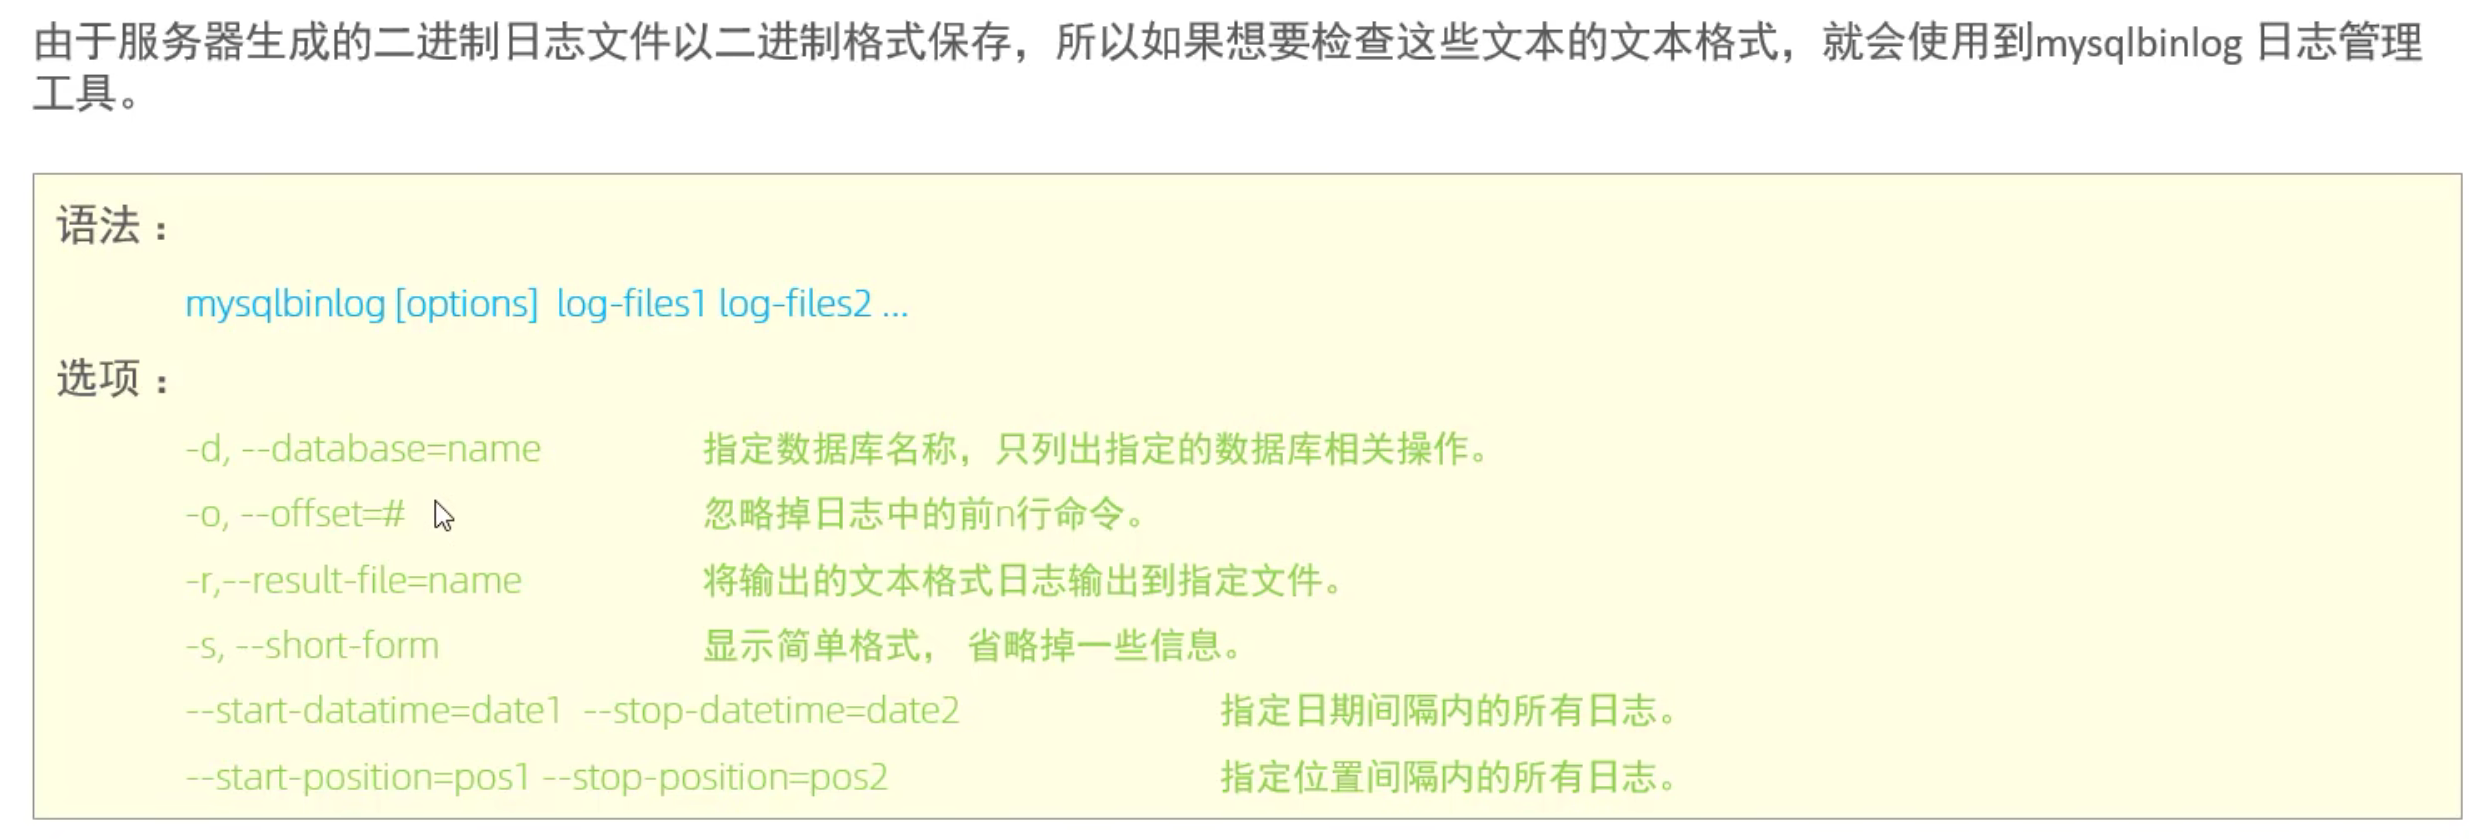 由于服务器生成的二进制日志文件以二进制格式保存，所以如果想要检查这些文本的文本格式，就会使用到mysqlbinlog 日志管理
工具。
语法：
mysqlbinlog [options]  log-files1 log-files2 ...
选项：
-d, --database=name 指定数据库名称，只列出指定的数据库相关操作。
-o, --offset=# 忽略掉日志中的前n行命令。
-r,--result-file=name 将输出的文本格式日志输出到指定文件。
-s, --short-form 显示简单格式， 省略掉一些信息。
--start-datatime=date1  --stop-datetime=date2 指定日期间隔内的所有日志。
--start-position=pos1 --stop-position=pos2 指定位置间隔内的所有日志。